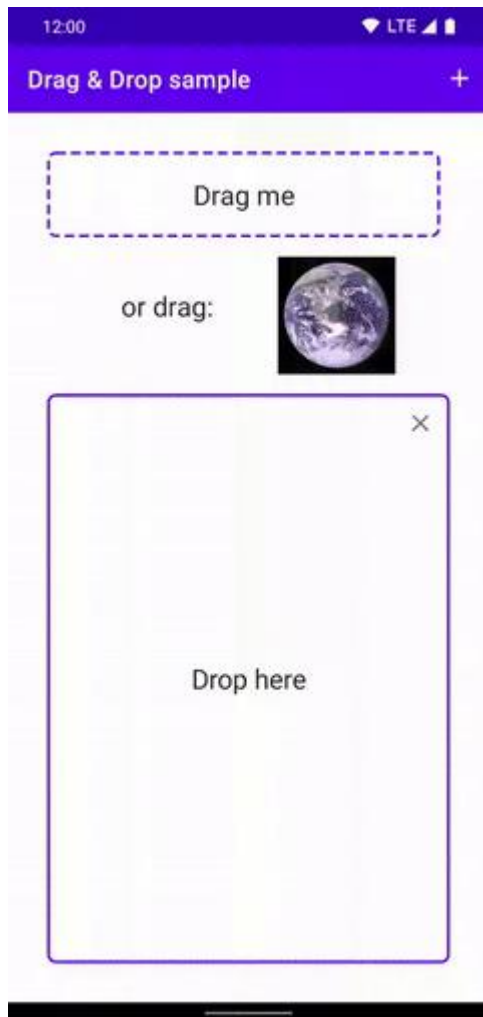 12:00 LTE
Drag & Drop sample +
Drag me
or drag:
Drop here